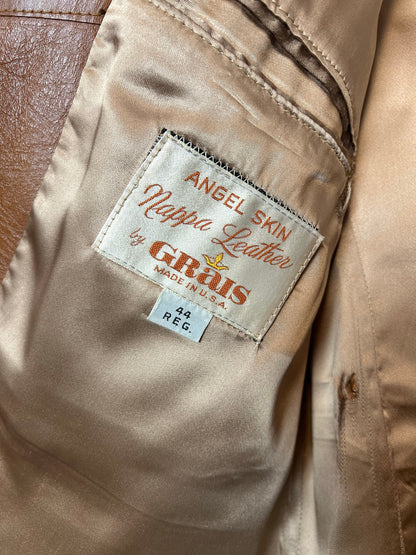 ANGEL SKIN
Nappa Leather
by GRais
MADE IN U.S.A.
44
REG.